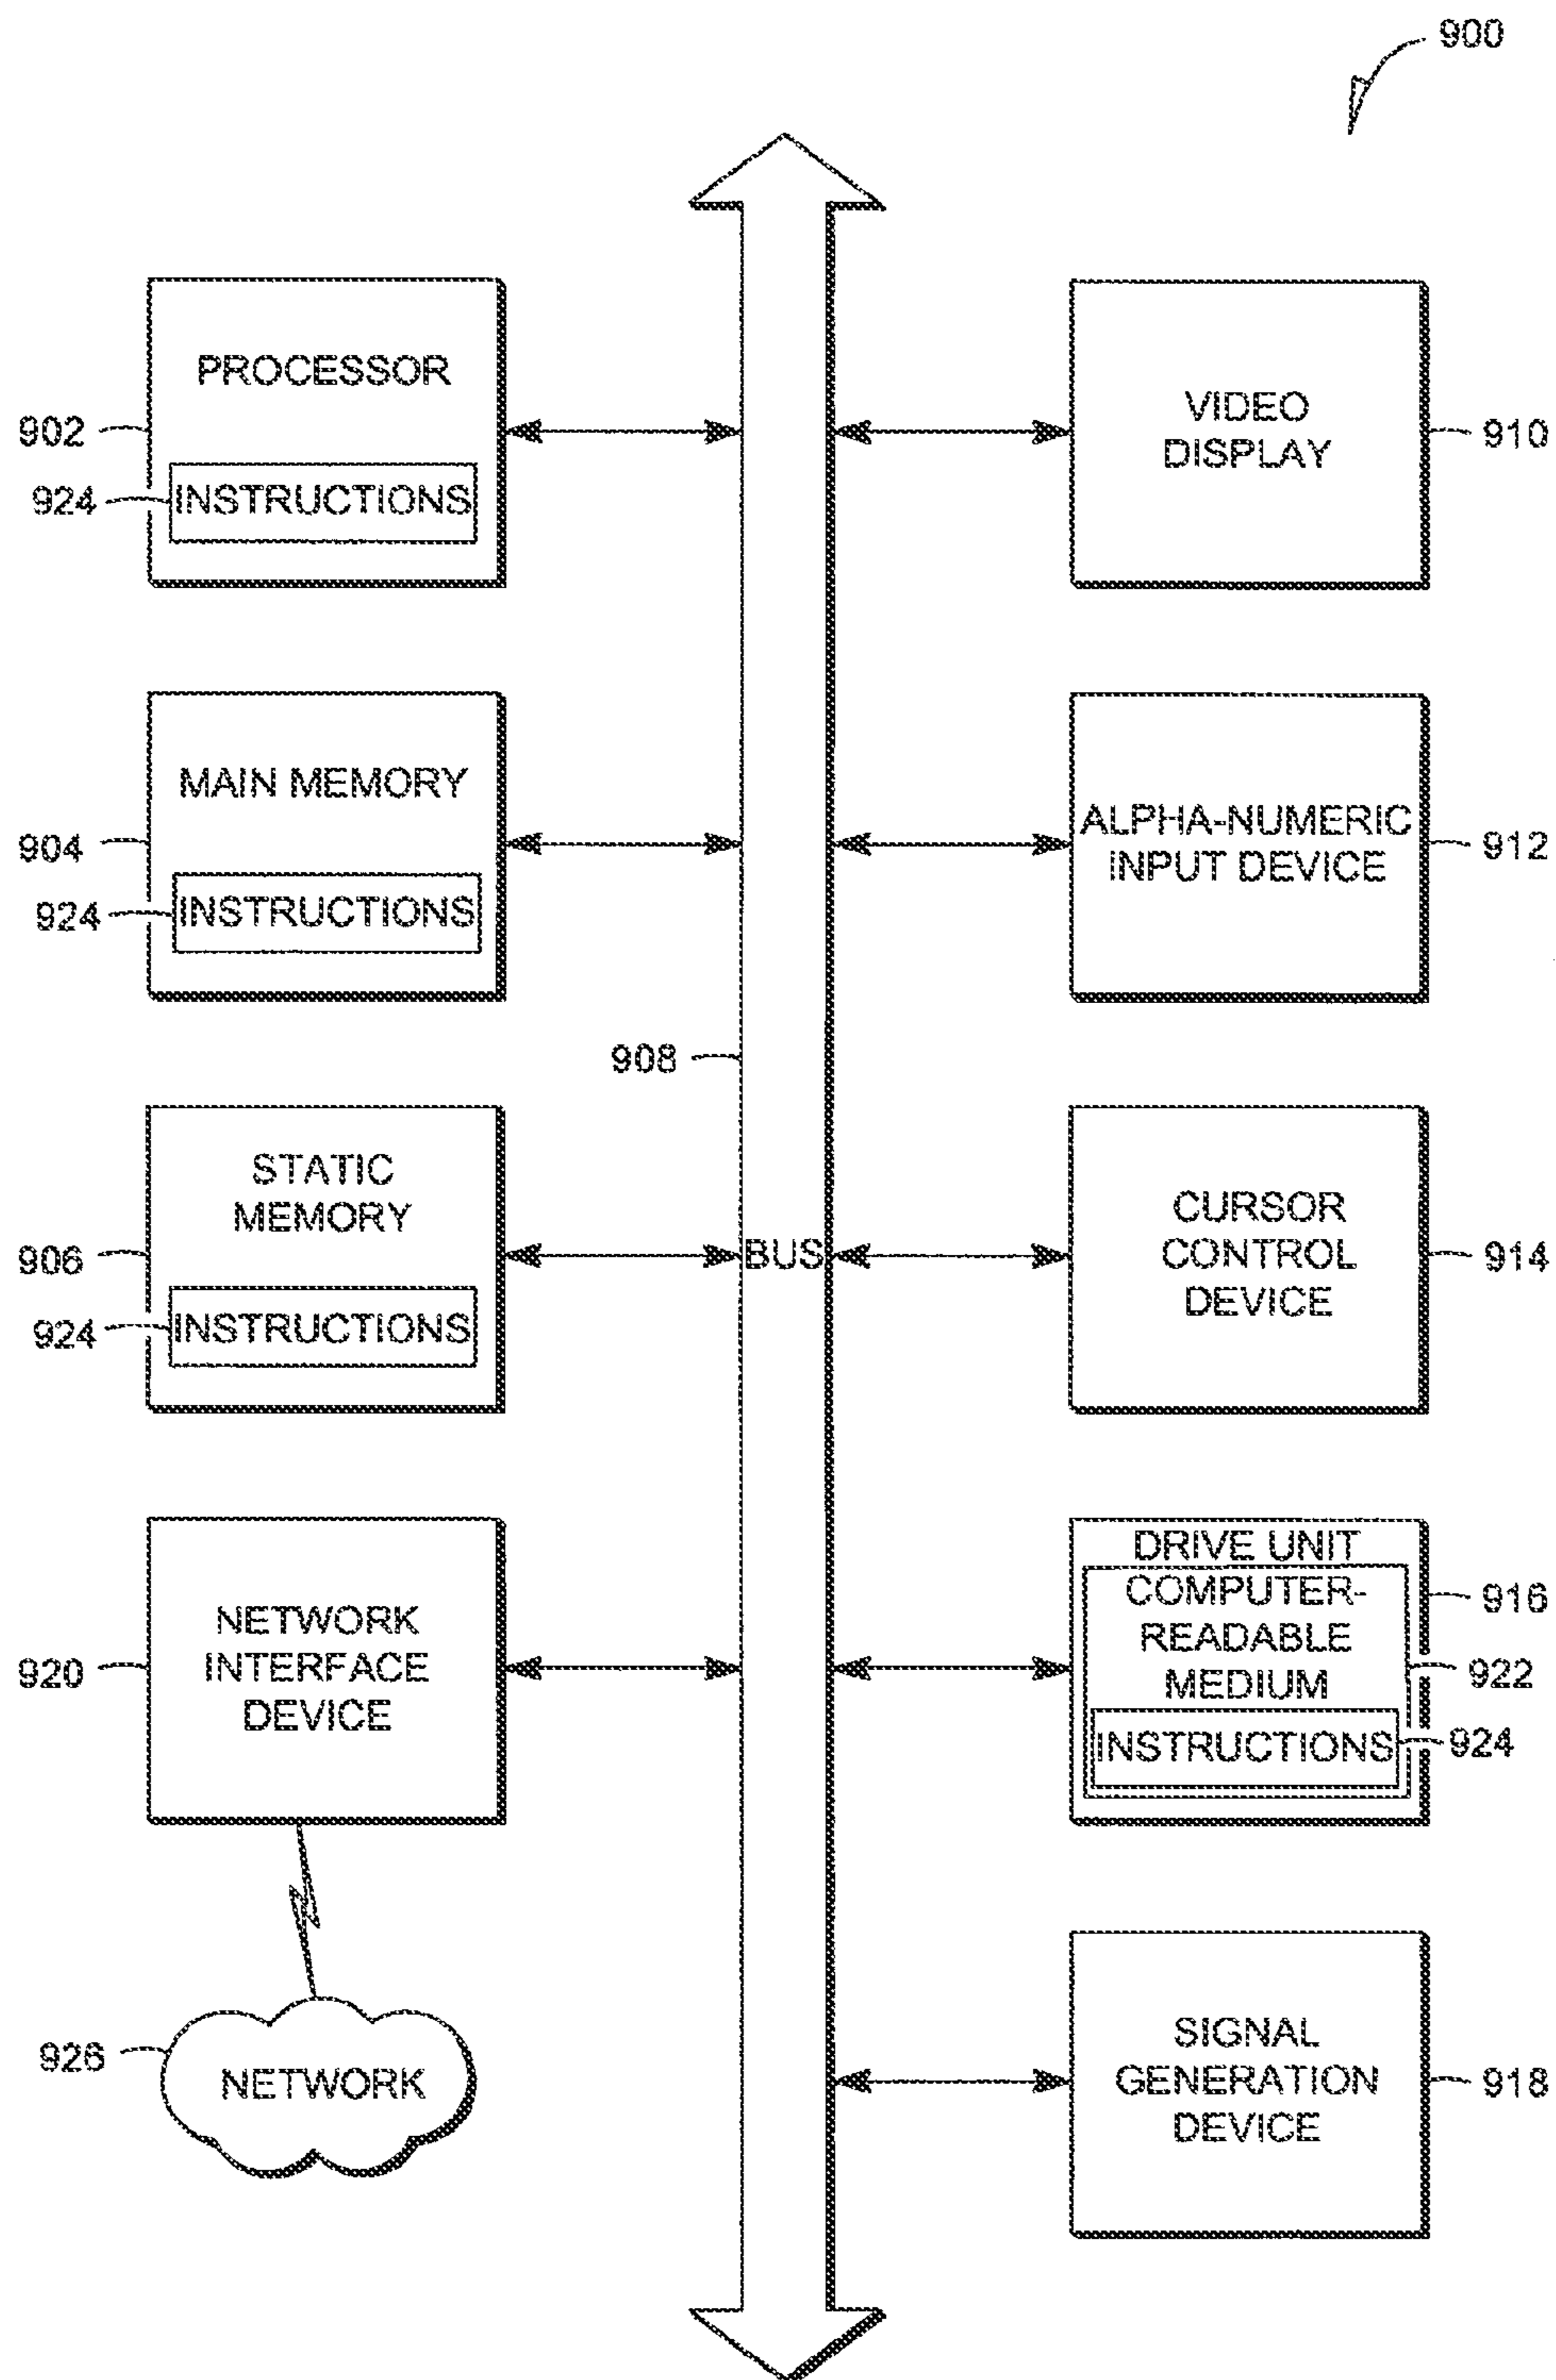 900
PROCESSOR
902
924
INSTRUCTIONS
MAIN MEMORY
904
924
INSTRUCTIONS
908
STATIC
MEMORY
906
924
INSTRUCTIONS
NETWORK
INTERFACE
DEVICE
920
926
NETWORK
BUS
VIDEO
DISPLAY
910
ALPHA-NUMERIC
INPUT DEVICE
912
CURSOR
CONTROL
DEVICE
914
DRIVE UNIT
COMPUTER-
READABLE
MEDIUM
916
922
INSTRUCTIONS
924
SIGNAL
GENERATION
DEVICE
918